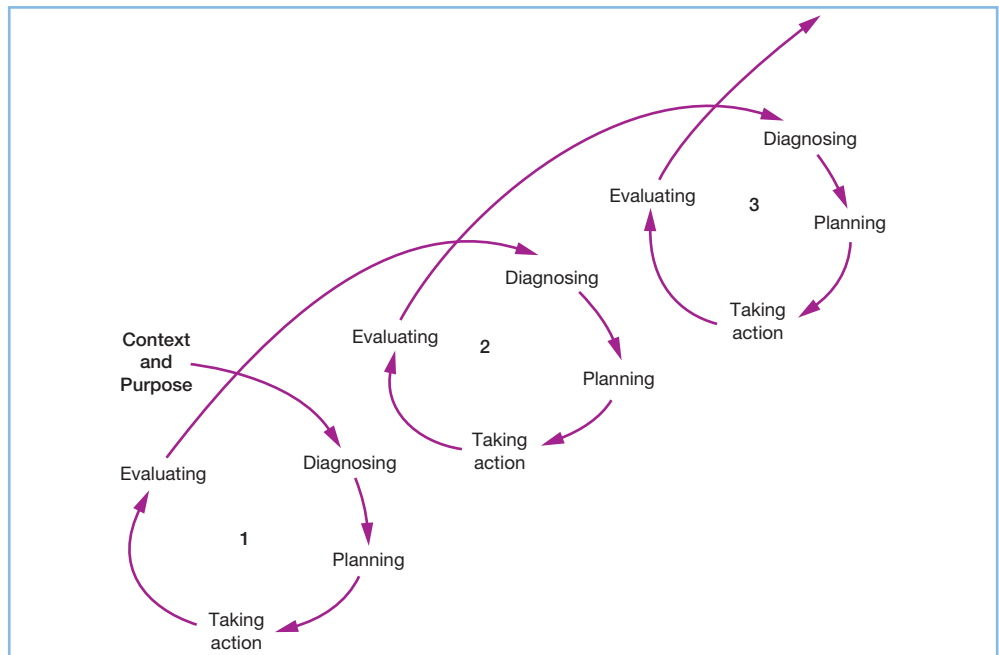 Diagnosing
Evaluating
3
Planning
Taking
action
Diagnosing
Evaluating
2
Planning
Taking
action
Context
and
Purpose
Diagnosing
Evaluating
1
Planning
Taking
action